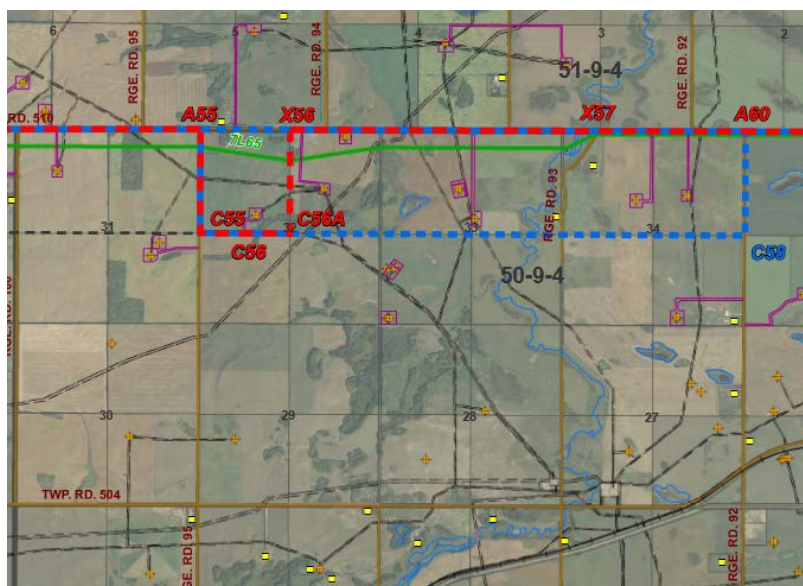 6
5
4
3
2
RGE. RD. 95
RGE. RD. 94
RGE. RD. 92
51-9-4
RD. 510
A55
X56
X57
A60
7L65
RGE. RD. 93
31
C55
C56A
33
34
C56
C58
50-9-4
30
29
28
27
TWP. RD. 504
RGE. RD. 92
GE. RD. 95